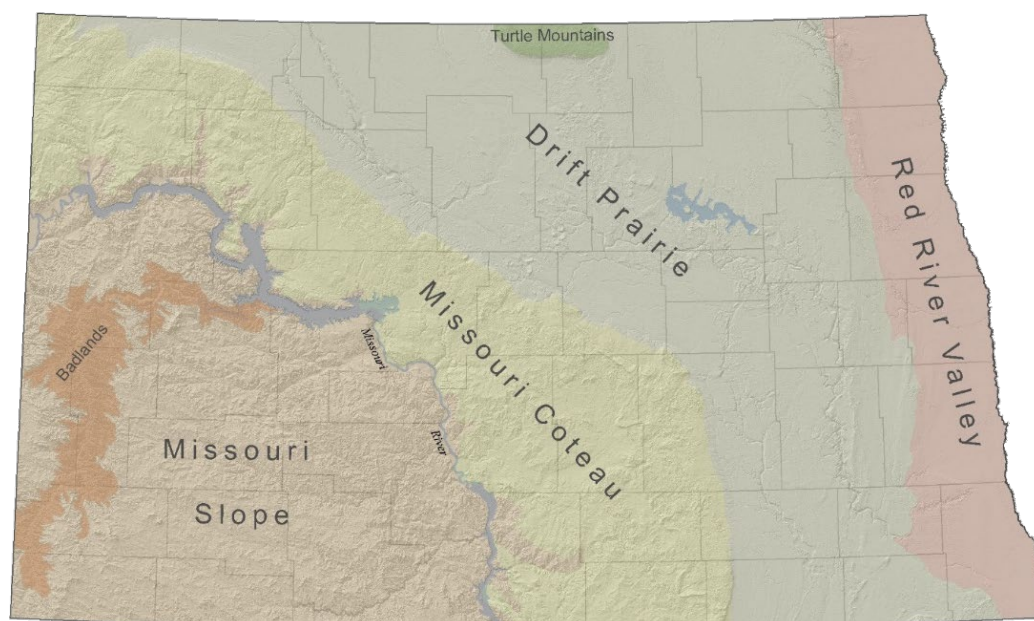 Turtle Mountains
Drift Prairie
Red River Valley
Missouri Coteau
Badlands
Missouri
River
Missouri
Slope